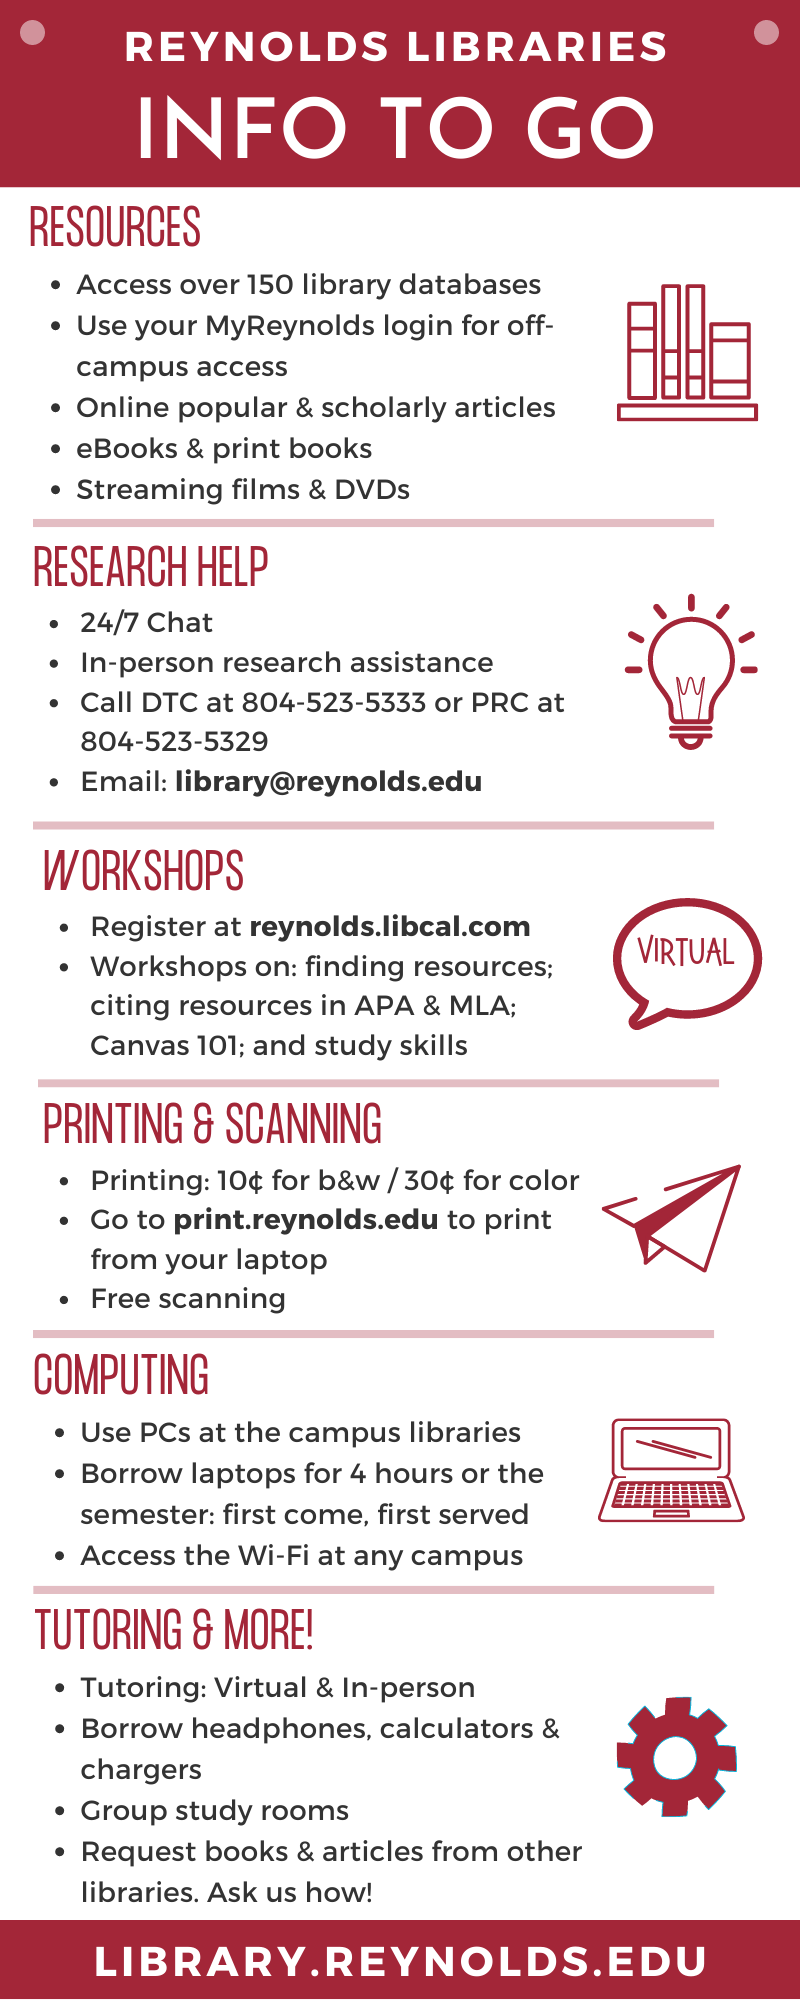 REYNOLDS LIBRARIES
INFO TO GO
RESOURCES
• Access over 150 library databases
• Use your MyReynolds login for off-
campus access
• Online popular & scholarly articles
• eBooks & print books
• Streaming films & DVDs
RESEARCH HELP
• 24/7 Chat
• In-person research assistance
• Call DTC at 804-523-5333 or PRC at
804-523-5329
• Email: library@reynolds.edu
WORKSHOPS
• Register at reynolds.libcal.com
• Workshops on: finding resources;
citing resources in APA & MLA;
Canvas 101; and study skills
VIRTUAL
PRINTING & SCANNING
• Printing: 10¢ for b&w / 30¢ for color
• Go to print.reynolds.edu to print
from your laptop
• Free scanning
COMPUTING
• Use PCs at the campus libraries
• Borrow laptops for 4 hours or the
semester: first come, first served
• Access the Wi-Fi at any campus
TUTORING & MORE!
• Tutoring: Virtual & In-person
• Borrow headphones, calculators &
chargers
• Group study rooms
• Request books & articles from other
libraries. Ask us how!
LIBRARY.REYNOLDS.EDU